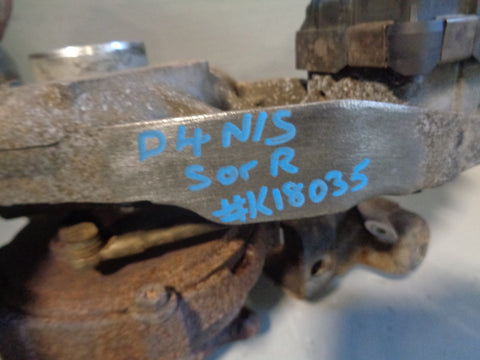 D4 N/S
S or R
#K18035